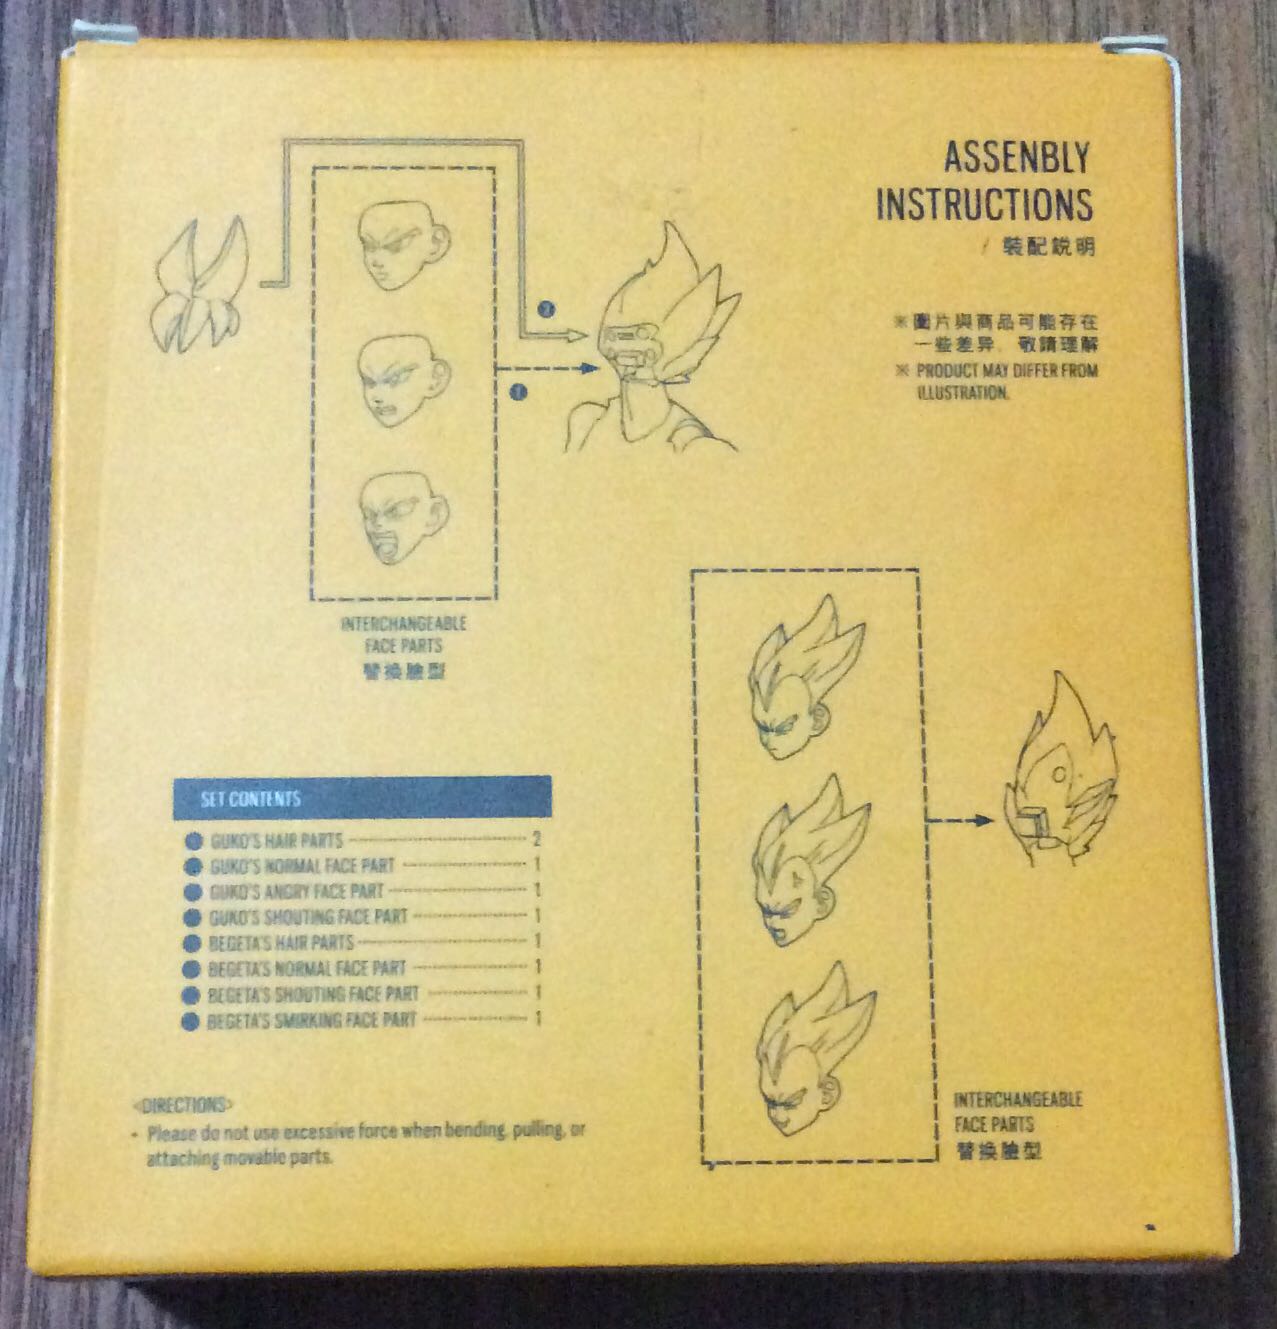 ASSENBLY
INSTRUCTIONS
/ 裝配説明
※圖片與商品可能存在
一些差异, 敬請理解
※ PRODUCT MAY DIFFER FROM
ILLUSTRATION.
2
1
INTERCHANGEABLE
FACE PARTS
替換臉型
SET CONTENTS
GUKO'S HAIR PARTS 2
GUKO'S NORMAL FACE PART 1
GUKO'S ANGRY FACE PART 1
GUKO'S SHOUTING FACE PART 1
BEGETA'S HAIR PARTS 1
BEGETA'S NORMAL FACE PART 1
BEGETA'S SHOUTING FACE PART 1
BEGETA'S SMIRKING FACE PART 1
<DIRECTIONS>
• Please do not use excessive force when bending, pulling, or
attaching movable parts.
INTERCHANGEABLE
FACE PARTS
替換臉型